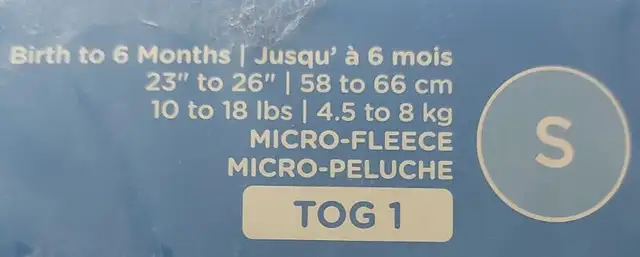 Birth to 6 Months | Jusqu' à 6 mois
23" to 26" | 58 to 66 cm
10 to 18 lbs | 4.5 to 8 kg
MICRO-FLEECE
MICRO-PELUCHE
TOG 1
S